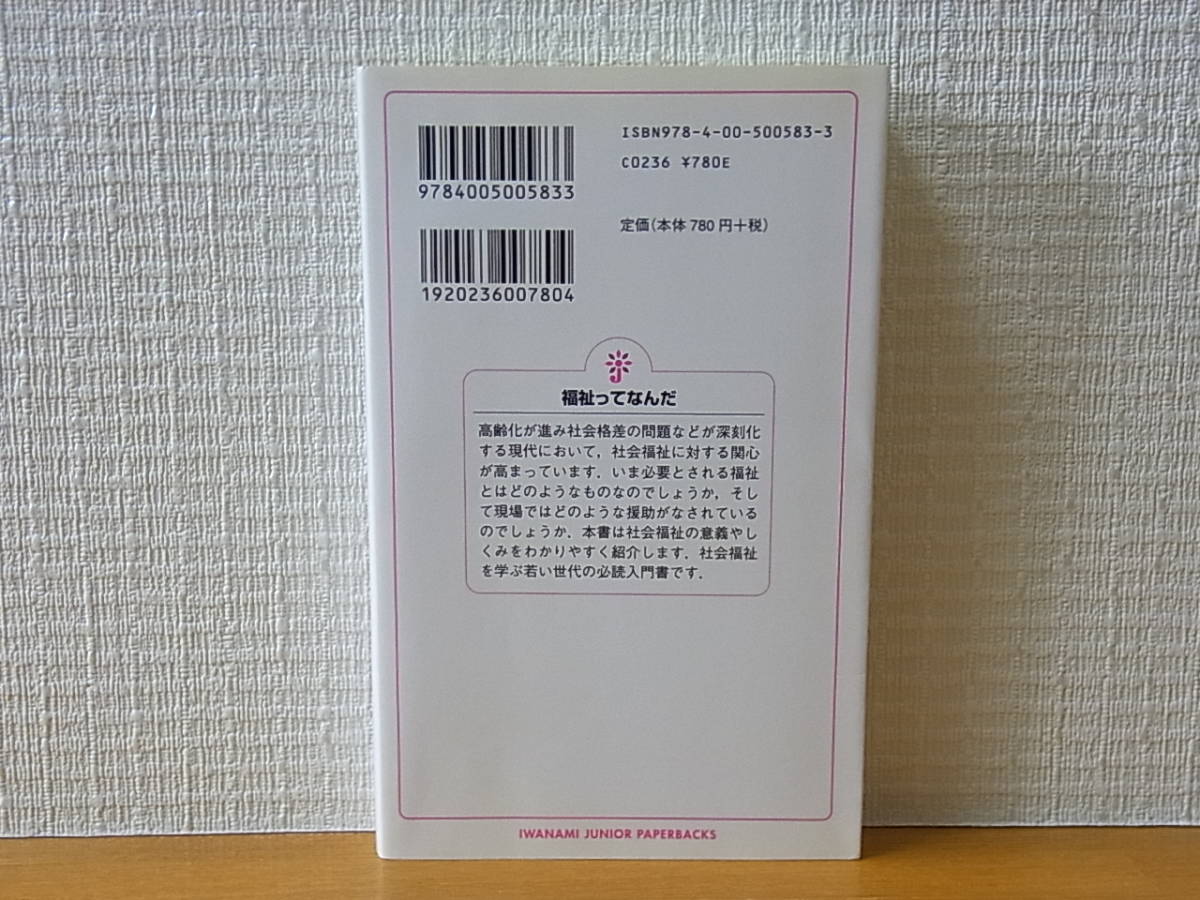 ISBN978-4-00-500583-3
9784005005833
C0236 ¥780E
定価(本体780円+税)
1920236007804
J
福祉ってなんだ
高齢化が進み社会格差の問題などが深刻化
する現代において，社会福祉に対する関心
が高まっています．いま必要とされる福祉
とはどのようなものなのでしょうか．そし
て現場ではどのような援助がなされている
のでしょうか．本書は社会福祉の意義やし
くみをわかりやすく紹介します．社会福祉
を学ぶ若い世代の必読入門書です．
IWANAMI JUNIOR PAPERBACKS